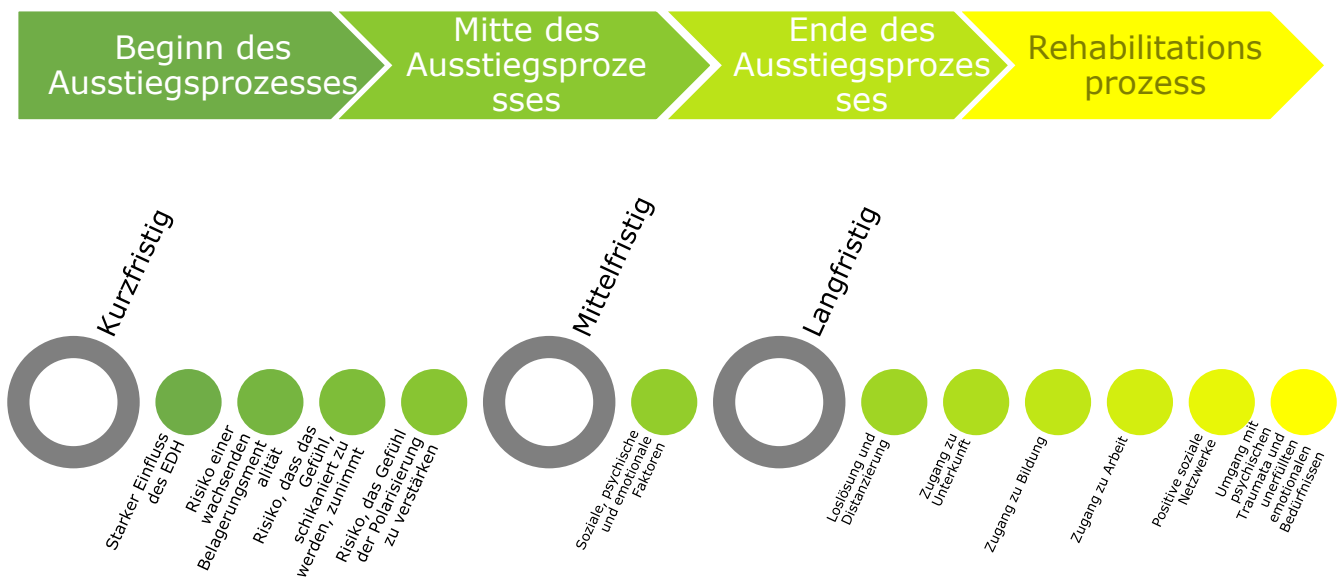 Beginn des
Ausstiegsprozesses
Mitte des
Ausstiegsproze
sses
Ende des
Ausstiegsprozes
ses
Rehabilitations
prozess
Kurzfristig
Starker Einfluss
des EDH
Risiko einer
wachsenden
Belagerungsment
alität
Risiko, dass das
Gefühl,
schikaniert zu
werden, zunimmt
Risiko, das Gefühl
der Polarisierung
zu verstärken
Mittelfristig
Soziale, psychische
und emotionale
Faktoren
Langfristig
Loslösung und
Distanzierung
Zugang zu
Unterkunft
Zugang zu Bildung
Zugang zu Arbeit
Positive soziale
Netzwerke
Umgang mit
psychischen
Traumata und
unerfüllten
emotionalen
Bedürfnissen